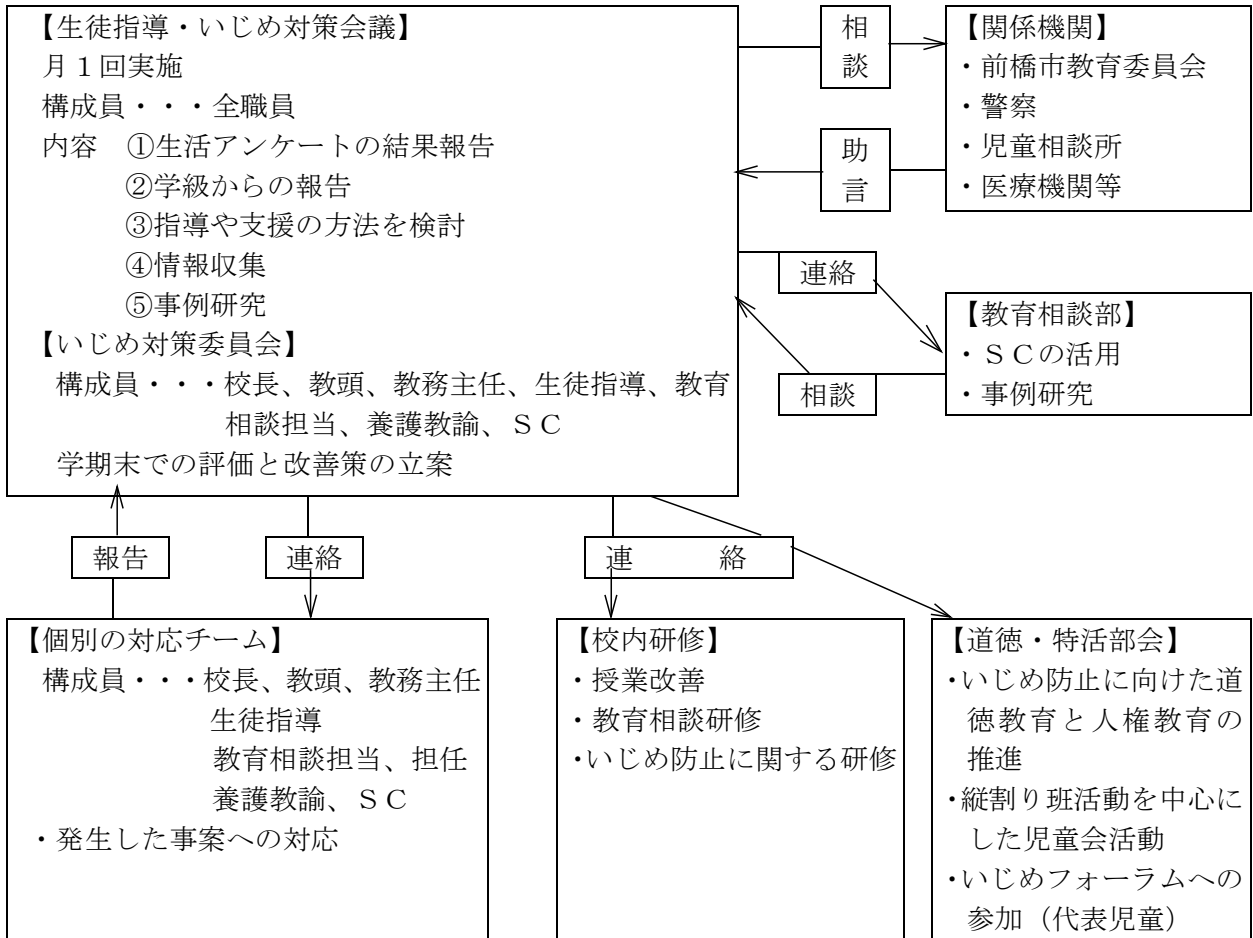 【生徒指導・いじめ対策会議】
月１回実施
構成員・・・全職員
内容　①生活アンケートの結果報告
②学級からの報告
③指導や支援の方法を検討
④情報収集
⑤事例研究
【いじめ対策委員会】
構成員・・・校長、教頭、教務主任、生徒指導、教育
相談担当、養護教諭、ＳＣ
学期末での評価と改善策の立案
相
談
助
言
【関係機関】
・前橋市教育委員会
・警察
・児童相談所
・医療機関等
連絡
相談
【教育相談部】
・ＳＣの活用
・事例研究
報告
連絡
連　　　絡
【個別の対応チーム】
構成員・・・校長、教頭、教務主任
生徒指導
教育相談担当、担任
養護教諭、ＳＣ
・発生した事案への対応
【校内研修】
・授業改善
・教育相談研修
・いじめ防止に関する研修
【道徳・特活部会】
・いじめ防止に向けた道
徳教育と人権教育の
推進
・縦割り班活動を中心に
した児童会活動
・いじめフォーラムへの
参加（代表児童）